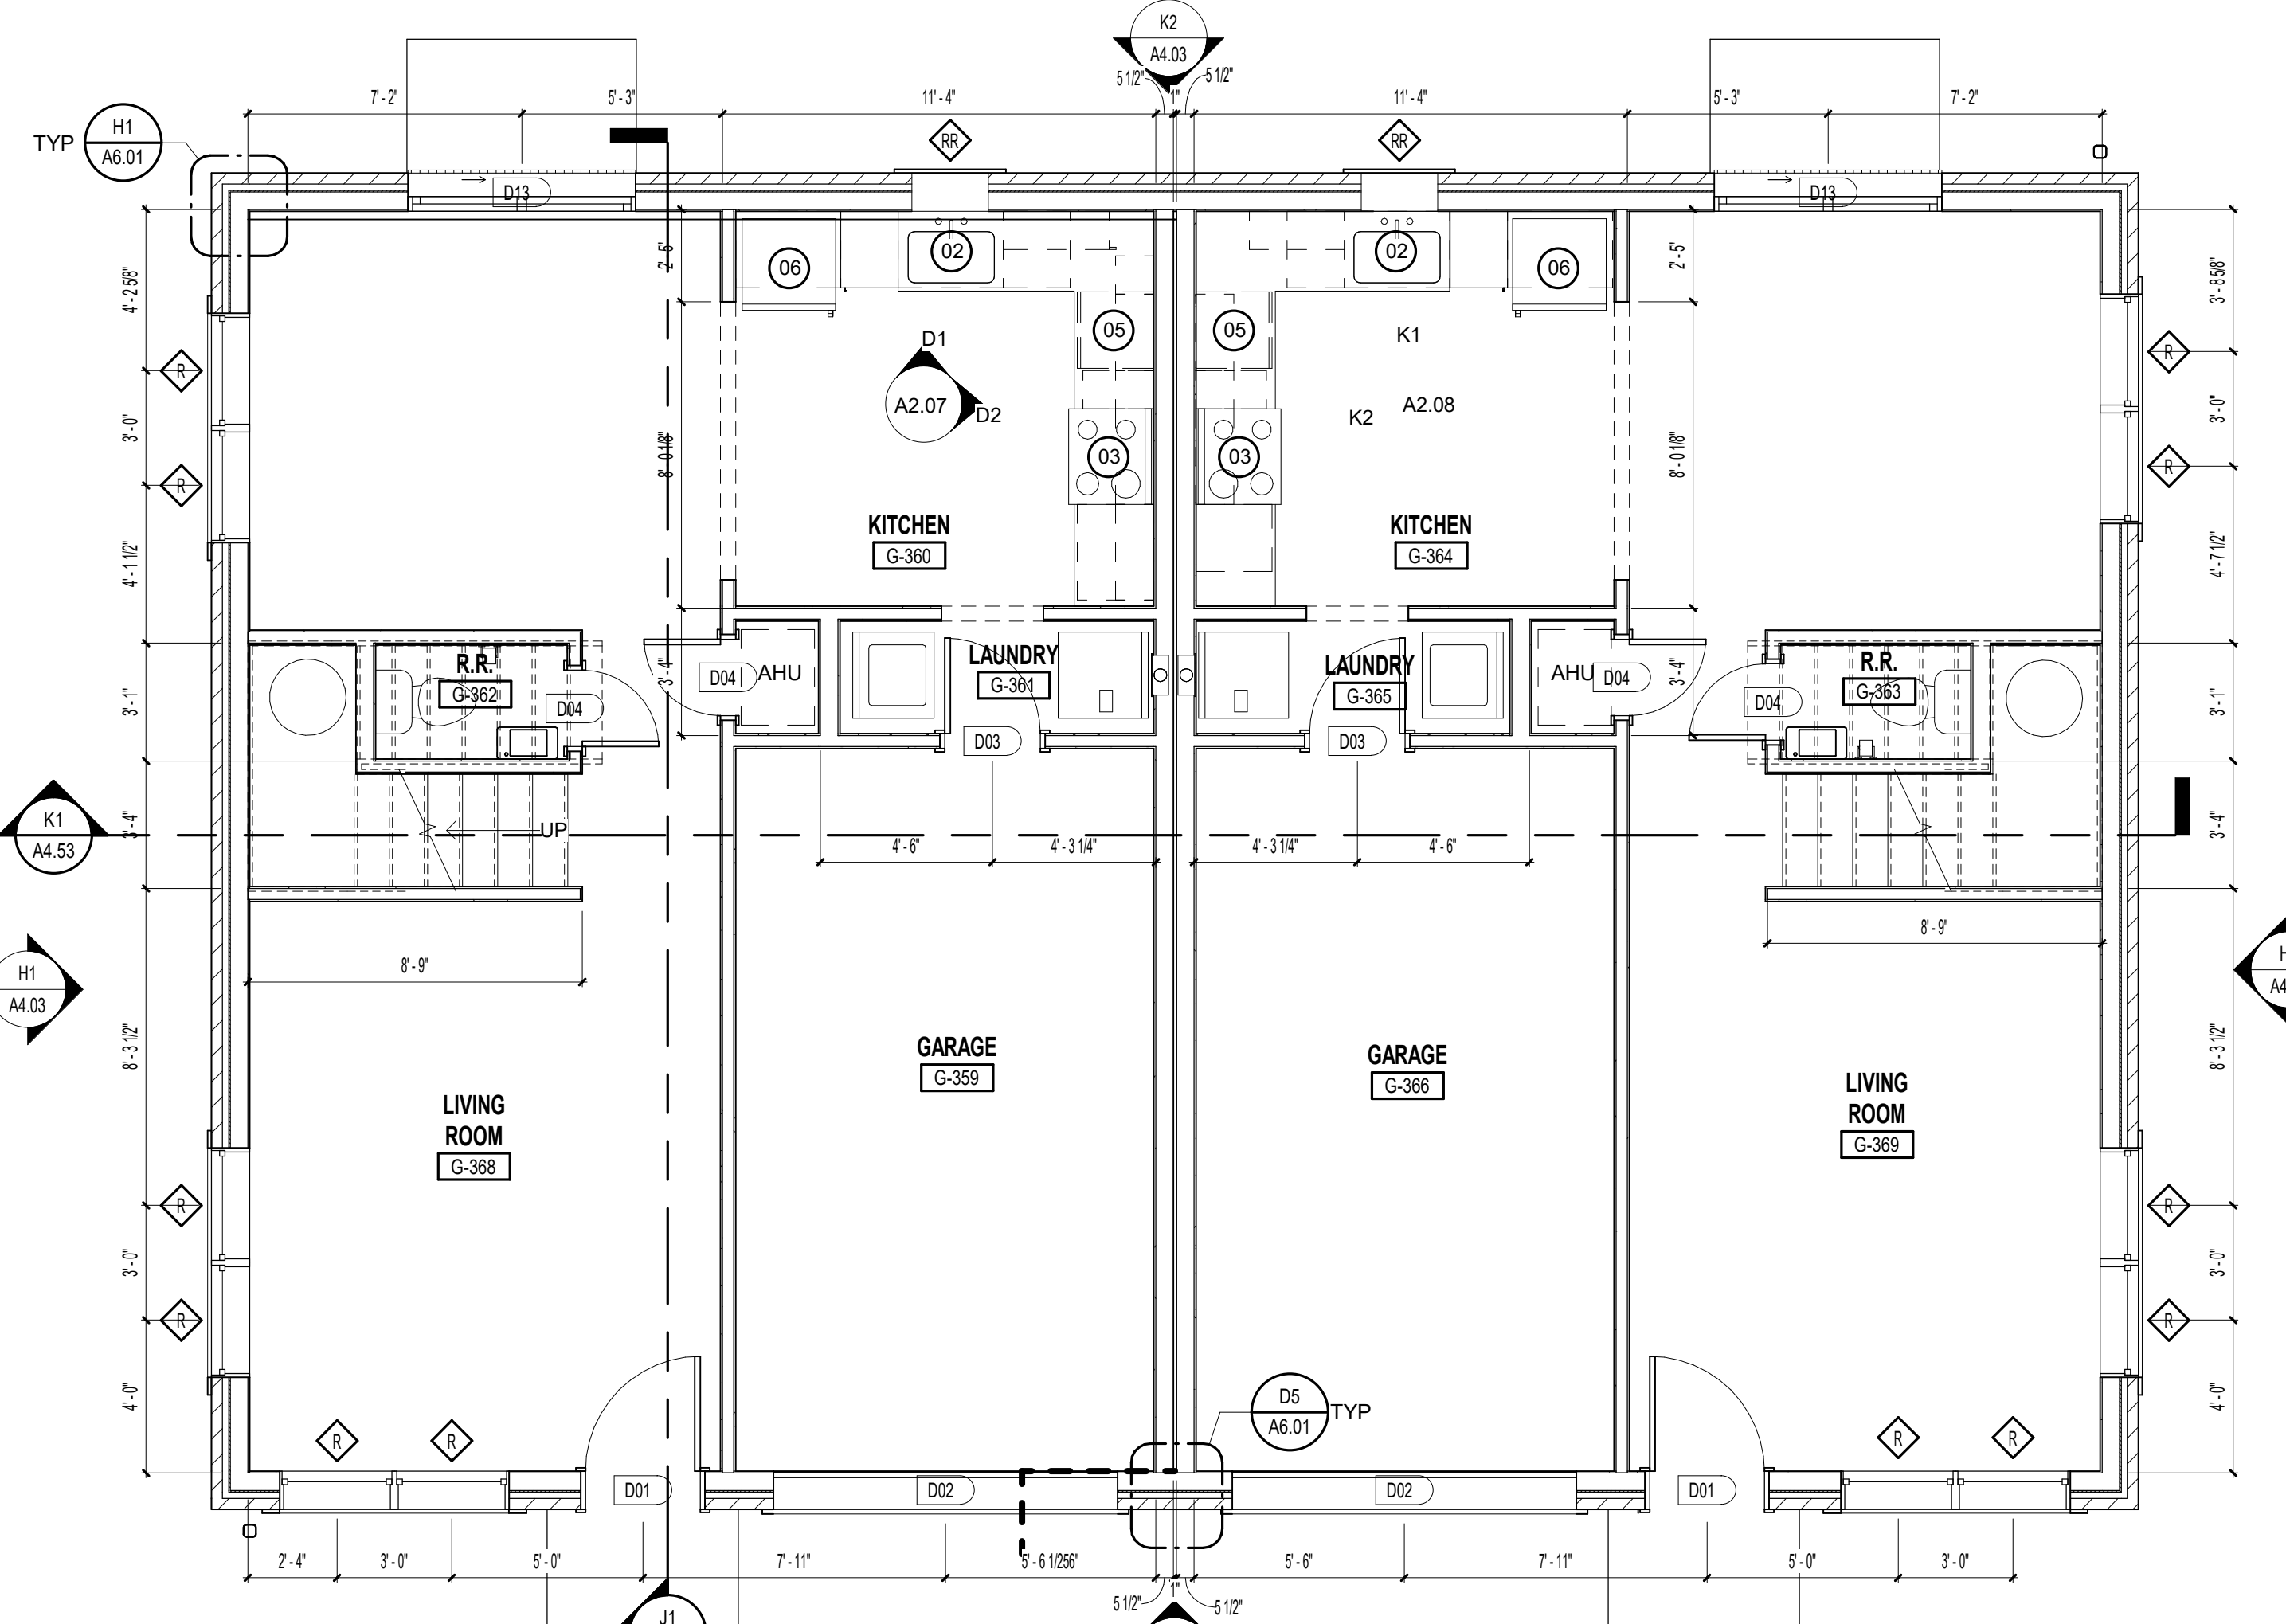 K2
A4.03
5 1/2"
5 1/2"
7' - 2"
5' - 3"
11' - 4"
1"
11' - 4"
5' - 3"
7' - 2"
TYP
H1
A6.01
RR
RR
D13
D13
06
02
02
06
2' - 5"
2' - 5"
4' - 2 5/8"
3' - 8 5/8"
05
05
D1
K1
R
R
A2.07
D2
K2
A2.08
3' - 0"
3' - 0"
8' - 0 1/8"
8' - 0 1/8"
03
03
R
R
KITCHEN
G-360
KITCHEN
G-364
4' - 1 1/2"
4' - 7 1/2"
R.R.
G-362
D04
3' - 4"
D04
AHU
LAUNDRY
G-361
LAUNDRY
G-365
AHU
D04
3' - 4"
D04
R.R.
G-363
3' - 1"
3' - 1"
D03
D03
K1
A4.53
3' - 4"
UP
4' - 6"
4' - 3 1/4"
4' - 3 1/4"
4' - 6"
3' - 4"
8' - 9"
8' - 9"
H1
A4.03
H
A4
8' - 3 1/2"
8' - 3 1/2"
GARAGE
G-359
GARAGE
G-366
LIVING
ROOM
G-368
LIVING
ROOM
G-369
R
R
3' - 0"
3' - 0"
R
R
4' - 0"
4' - 0"
D5
A6.01
TYP
R
R
R
R
D01
D02
D02
D01
2' - 4"
3' - 0"
5' - 0"
7' - 11"
5' - 6 1/256"
5' - 6"
7' - 11"
5' - 0"
3' - 0"
5 1/2"
1"
5 1/2"
J1